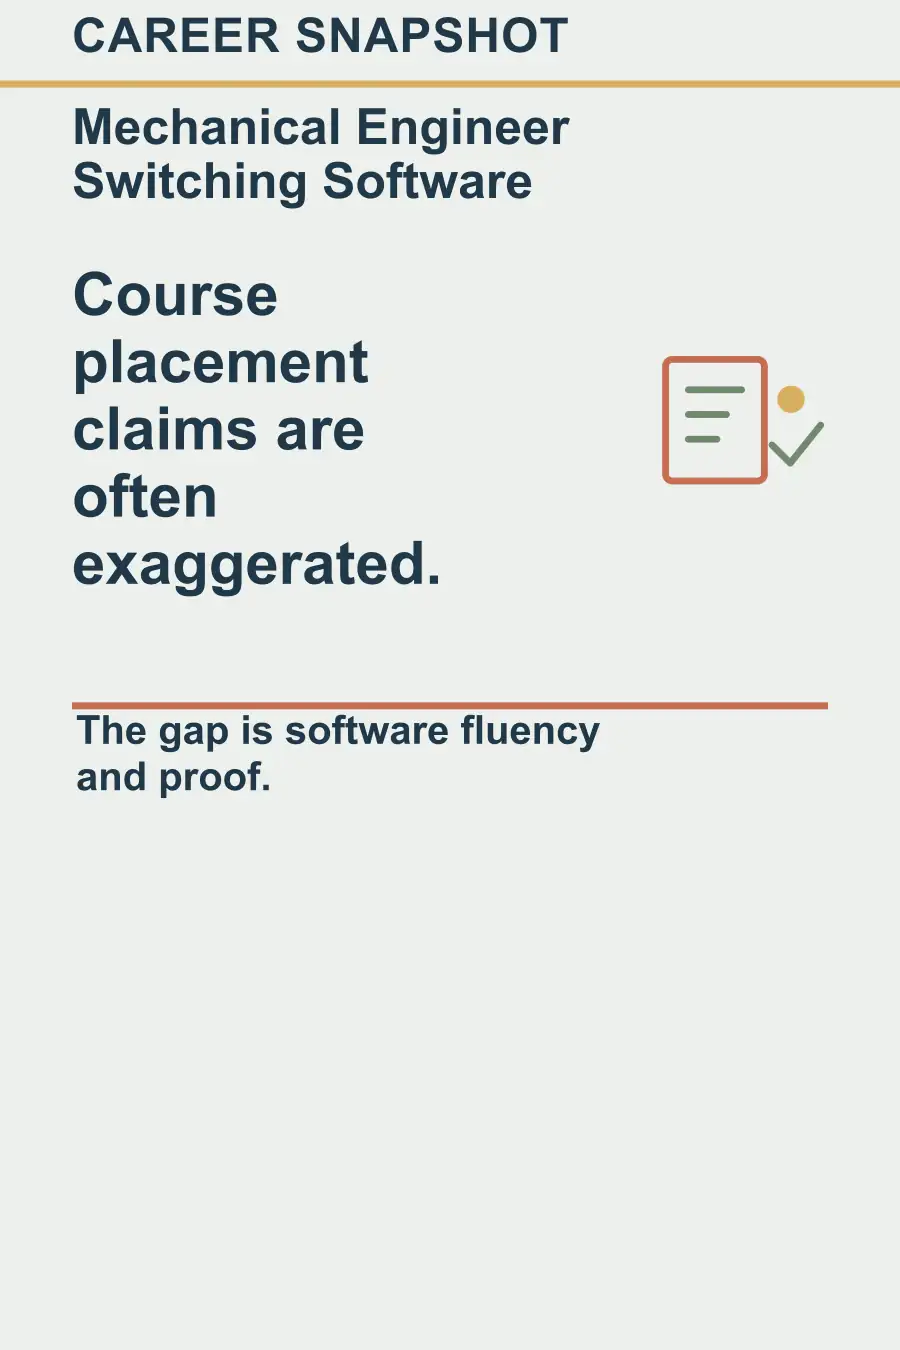 CAREER SNAPSHOT
Mechanical Engineer
Switching Software
Course
placement
claims are
often
exaggerated.
The gap is software fluency
and proof.